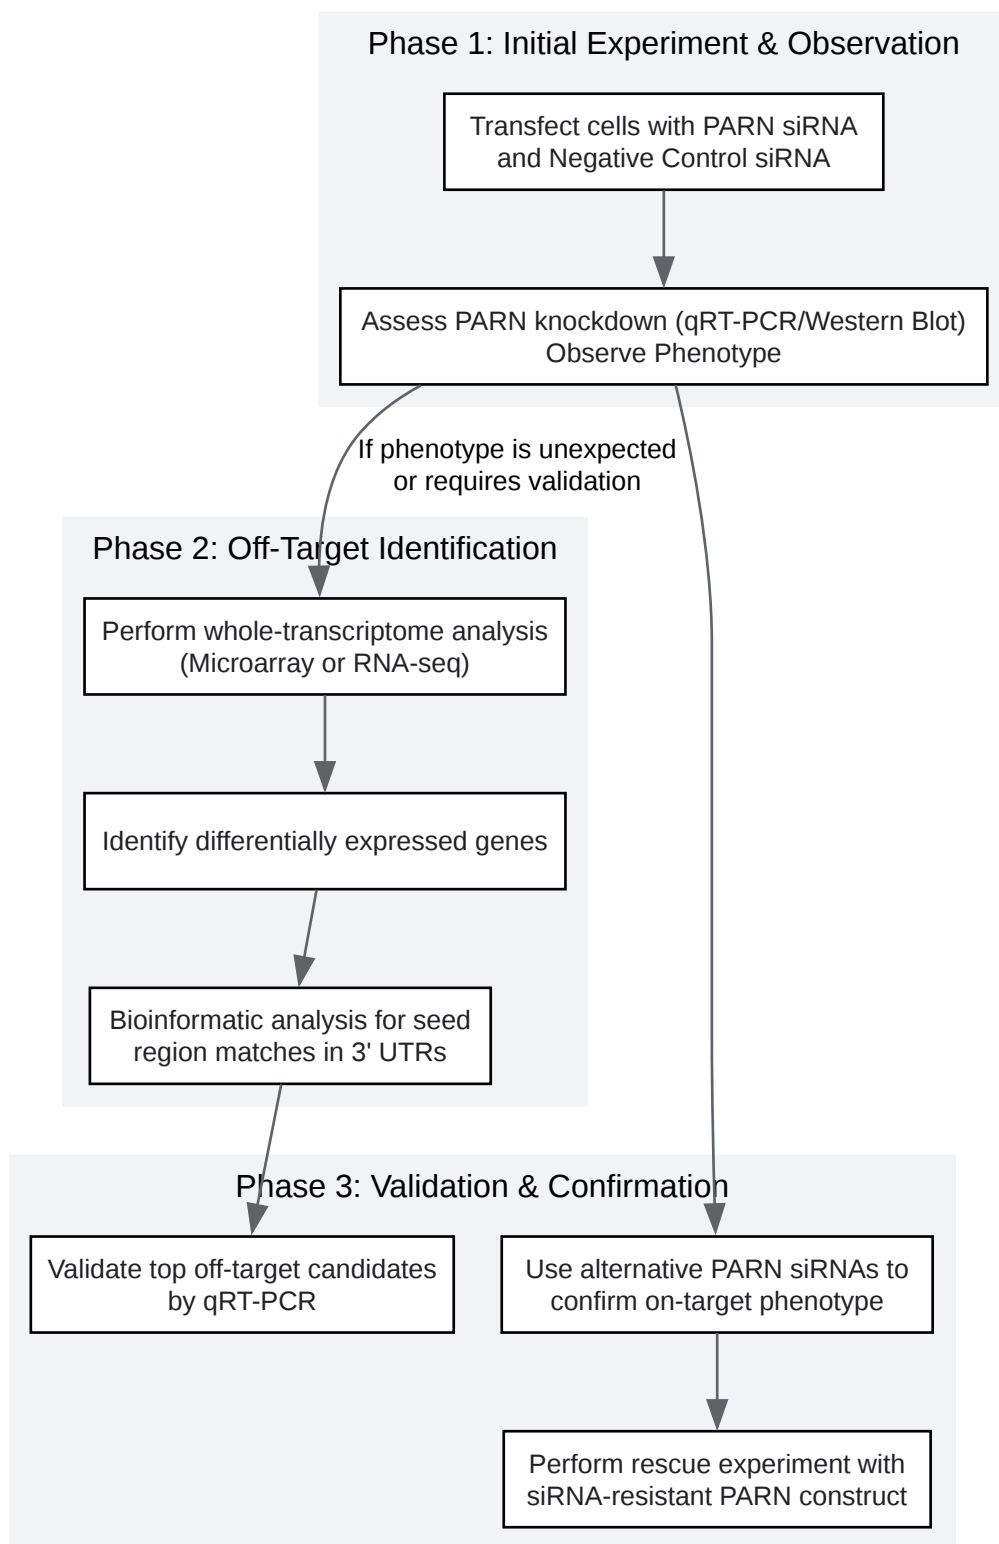 Phase 1: Initial Experiment & Observation
Transfect cells with PARN siRNA
and Negative Control siRNA
Assess PARN knockdown (qRT-PCR/Western Blot)
Observe Phenotype
If phenotype is unexpected
or requires validation
Phase 2: Off-Target Identification
Perform whole-transcriptome analysis
(Microarray or RNA-seq)
Identify differentially expressed genes
Bioinformatic analysis for seed
region matches in 3' UTRs
Phase 3: Validation & Confirmation
Validate top off-target candidates
by qRT-PCR
Use alternative PARN siRNAs to
confirm on-target phenotype
Perform rescue experiment with
siRNA-resistant PARN construct